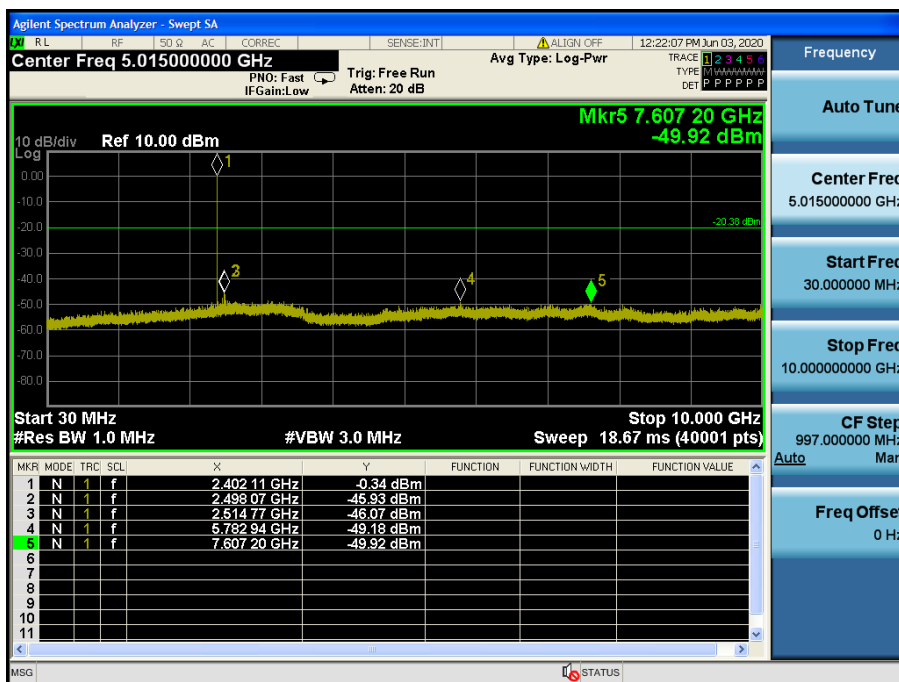 Agilent Spectrum Analyzer - Swept SA
LXI RL RF 50 Ω AC CORREC SENSE:INT ALIGN OFF 12:22:07 PM Jun 03, 2020
Center Freq 5.015000000 GHz
PNO: Fast
IFGain:Low
Trig: Free Run
Atten: 20 dB
Avg Type: Log-Pwr
TRACE 1 2 3 4 5 6
TYPE M
DET P P P P P P
Mkr5 7.607 20 GHz
-49.92 dBm
10 dB/div Ref 10.00 dBm
Log
0.00
-10.0
-20.0
-30.0
-40.0
-50.0
-60.0
-70.0
-80.0
1
-20.38 dBm
3
4
5
Start 30 MHz Stop 10.000 GHz
#Res BW 1.0 MHz #VBW 3.0 MHz Sweep 18.67 ms (40001 pts)
MKR MODE TRC SCL X Y FUNCTION FUNCTION WIDTH FUNCTION VALUE
1 N 1 f 2.402 11 GHz -0.34 dBm
2 N 1 f 2.498 07 GHz -45.93 dBm
3 N 1 f 2.514 77 GHz -46.07 dBm
4 N 1 f 5.782 94 GHz -49.18 dBm
5 N 1 f 7.607 20 GHz -49.92 dBm
6
7
8
9
10
11
MSG STATUS
Frequency
Auto Tune
Center Freq
5.015000000 GHz
Start Freq
30.000000 MHz
Stop Freq
10.000000000 GHz
CF Step
997.000000 MHz
Auto Man
Freq Offset
0 Hz